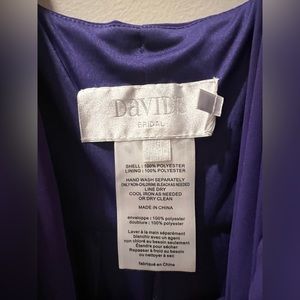 DAVID'S
BRIDAL
SHELL : 100% POLYESTER
LINING : 100% POLYESTER
HAND WASH SEPARATELY
ONLY NON-CHLORINE BLEACH AS NEEDED
LINE DRY
COOL IRON AS NEEDED
OR DRY CLEAN
MADE IN CHINA
enveloppe : 100% polyester
doublure : 100% polyester
Laver à la main séparément
blanchir avec un agent
non chloré au besoin seulement
Étendre pour sécher
Repasser à froid au besoin
ou nettoyer à sec
fabriqué en Chine